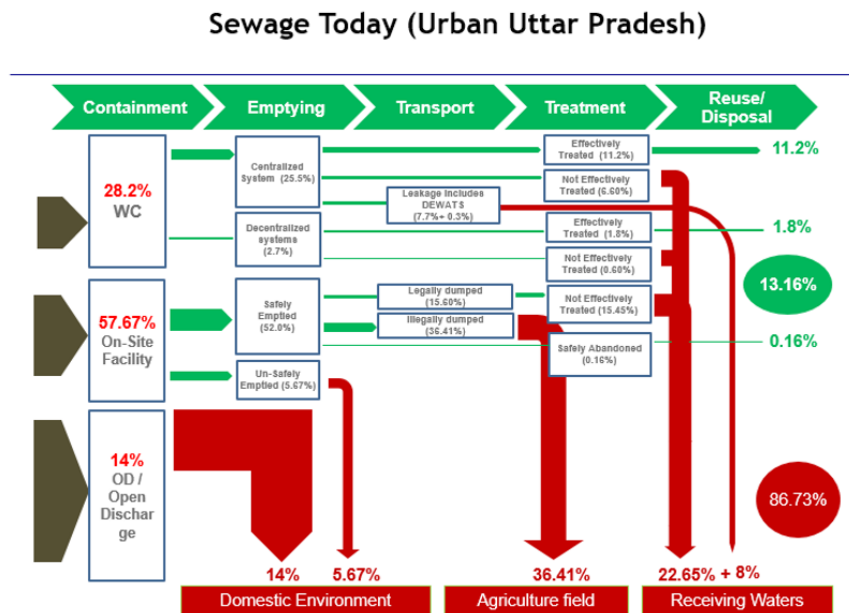 Sewage Today (Urban Uttar Pradesh)
Containment
Emptying
Transport
Treatment
Reuse/
Disposal
28.2%
WC
Centralized
System (25.5%)
Effectively
Treated (11.2%)
11.2%
Not Effectively
Treated (6.60%)
Leakage Includes
DEWATS
(7.7%+ 0.3%)
Decentralized
systems
(2.7%)
Effectively
Treated (1.8%)
1.8%
Not Effectively
Treated (0.60%)
13.16%
57.67%
On-Site
Facility
Safely
Emptied
(52.0%)
Legally dumped
(15.60%)
Not Effectively
Treated
(15.45%)
Illegally dumped
(36.41%)
Safely Abandoned
(0.16%)
0.16%
Un-Safely
Emptied (5.67%)
14%
OD /
Open
Dischar
ge
86.73%
14%
5.67%
36.41%
22.65% + 8%
Domestic Environment
Agriculture field
Receiving Waters